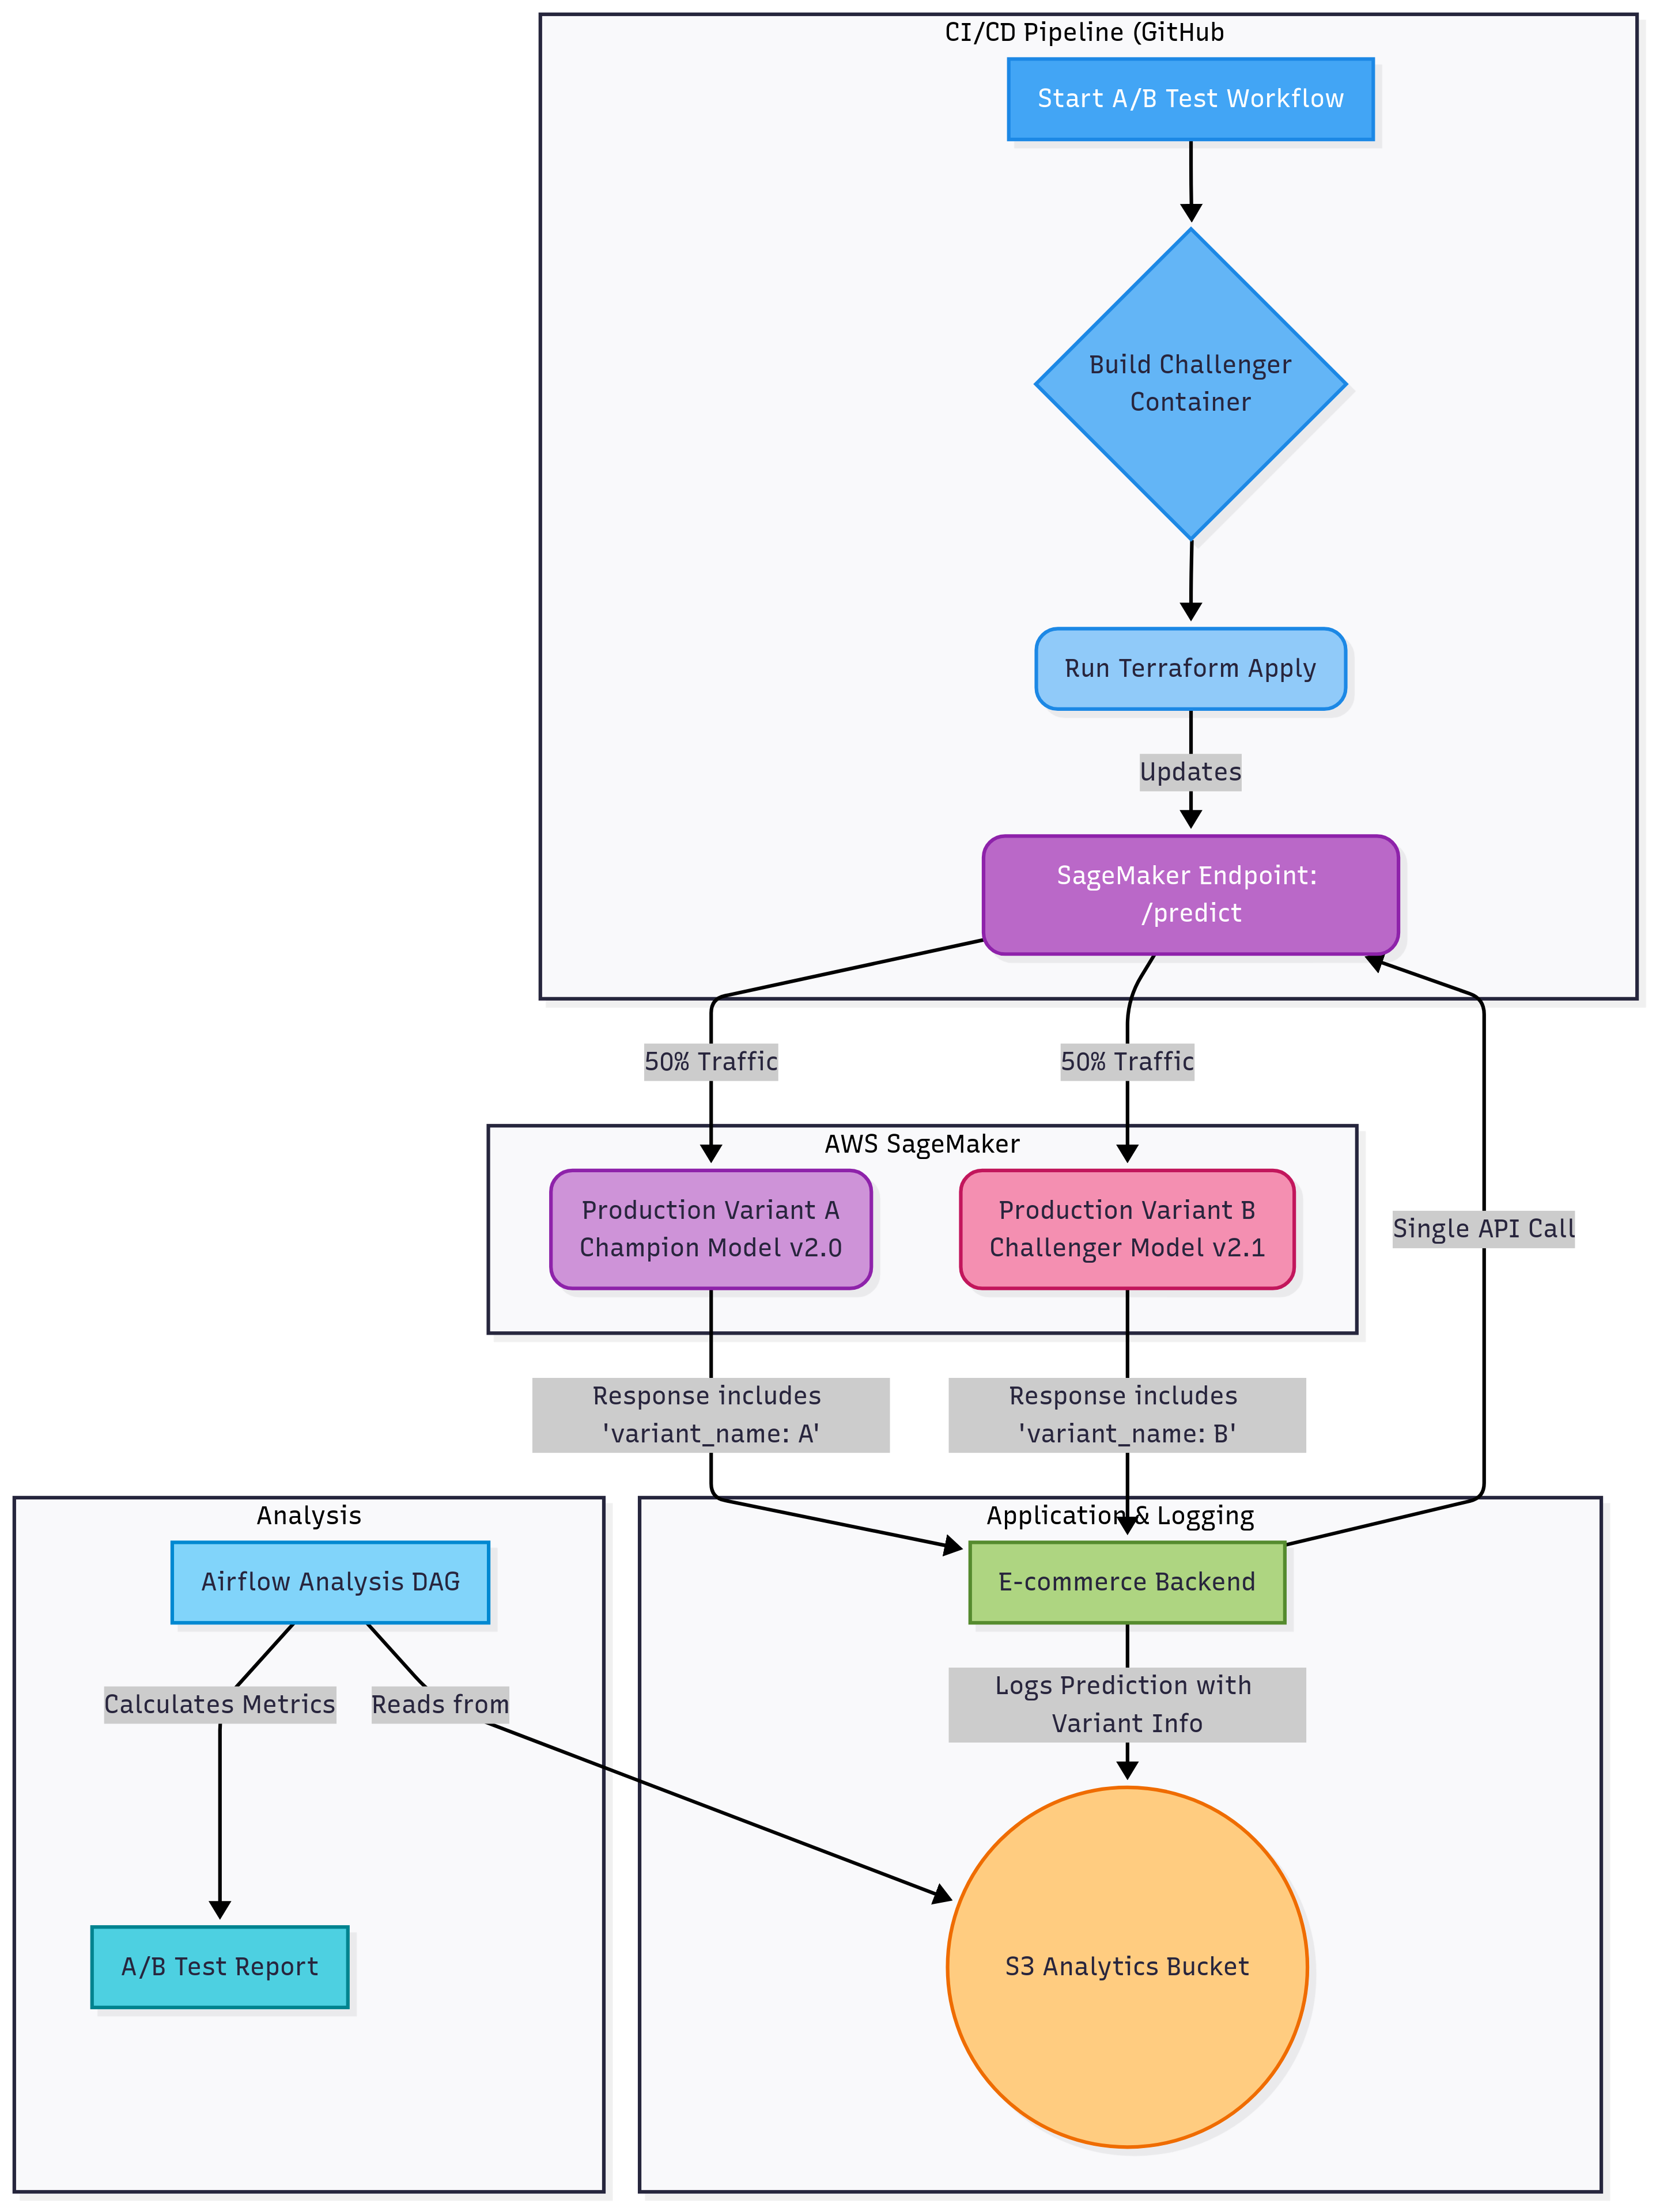 CI/CD Pipeline (GitHub
Start A/B Test Workflow
Build Challenger
Container
Run Terraform Apply
Updates
SageMaker Endpoint:
/predict
50% Traffic
50% Traffic
AWS SageMaker
Production Variant A
Champion Model v2.0
Production Variant B
Challenger Model v2.1
Single API Call
Response includes
'variant_name: A'
Response includes
'variant_name: B'
Analysis
Application & Logging
Airflow Analysis DAG
E-commerce Backend
Calculates Metrics
Reads from
Logs Prediction with
Variant Info
A/B Test Report
S3 Analytics Bucket